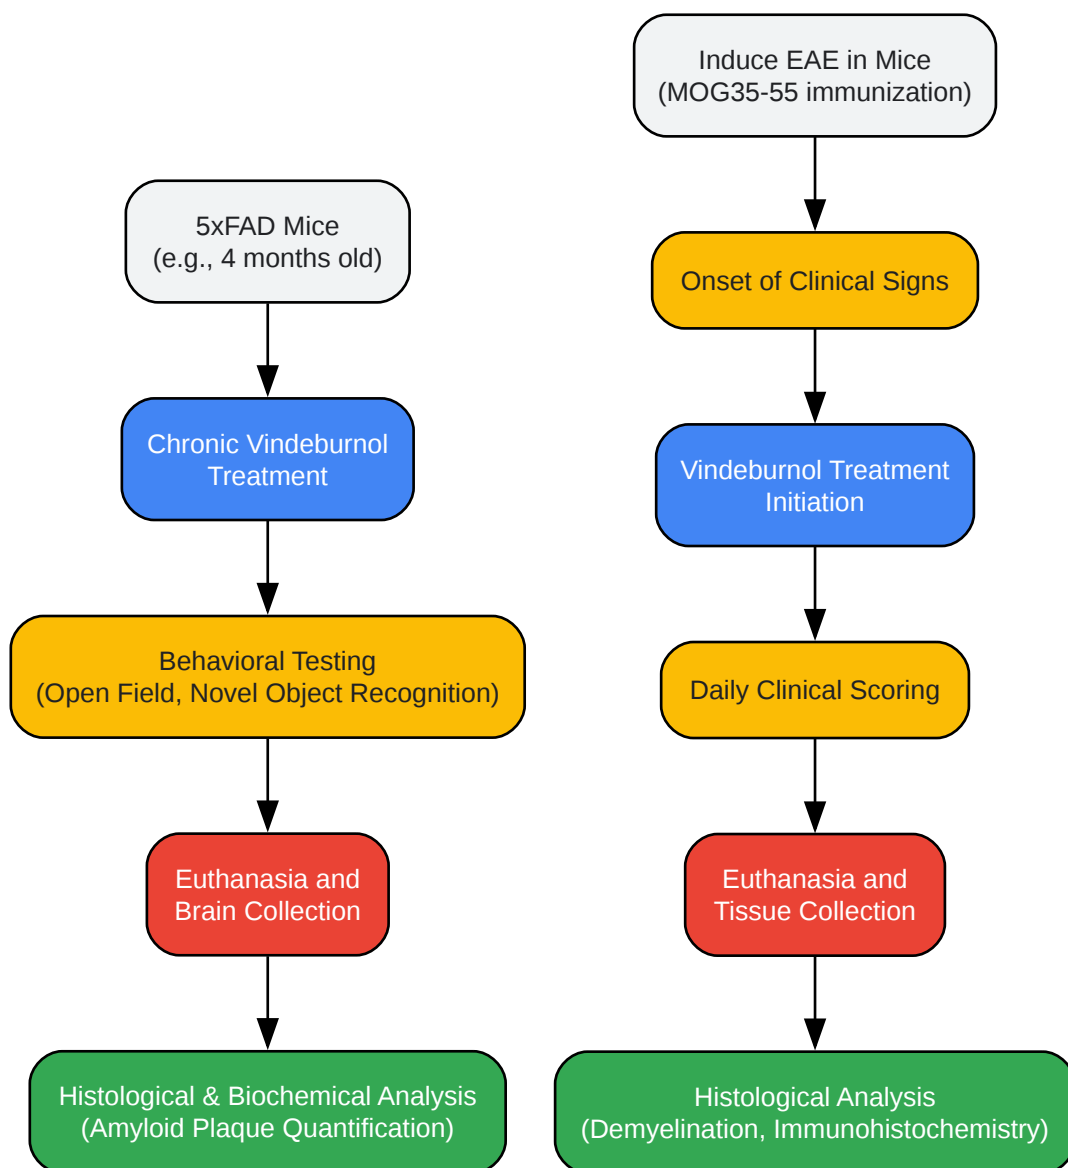 5xFAD Mice
(e.g., 4 months old)
Chronic Vindeburnol
Treatment
Behavioral Testing
(Open Field, Novel Object Recognition)
Euthanasia and
Brain Collection
Histological & Biochemical Analysis
(Amyloid Plaque Quantification)
Induce EAE in Mice
(MOG35-55 immunization)
Onset of Clinical Signs
Vindeburnol Treatment
Initiation
Daily Clinical Scoring
Euthanasia and
Tissue Collection
Histological Analysis
(Demyelination, Immunohistochemistry)